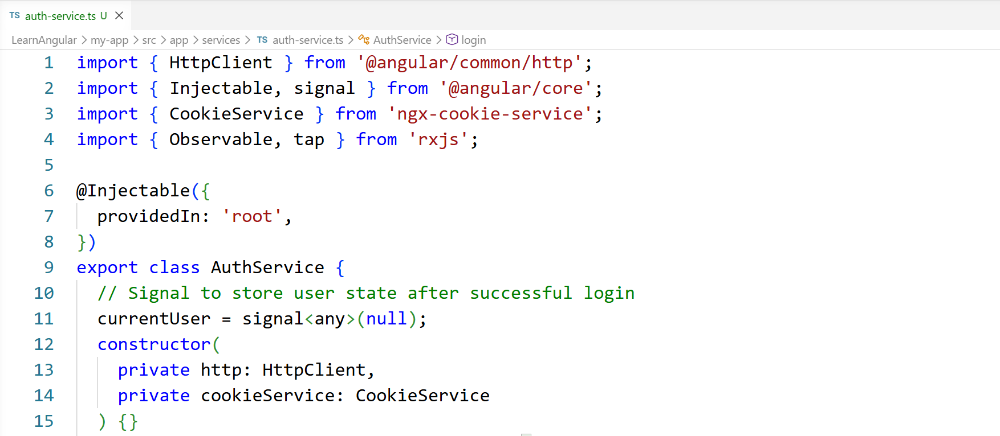 TS auth-service.ts U
LearnAngular > my-app > src > app > services > TS auth-service.ts > AuthService > login
1 import { HttpClient } from '@angular/common/http';
2 import { Injectable, signal } from '@angular/core';
3 import { CookieService } from 'ngx-cookie-service';
4 import { Observable, tap } from 'rxjs';
5
6 @Injectable({
7   providedIn: 'root',
8 })
9 export class AuthService {
10   // Signal to store user state after successful login
11   currentUser = signal<any>(null);
12   constructor(
13     private http: HttpClient,
14     private cookieService: CookieService
15   ) {}